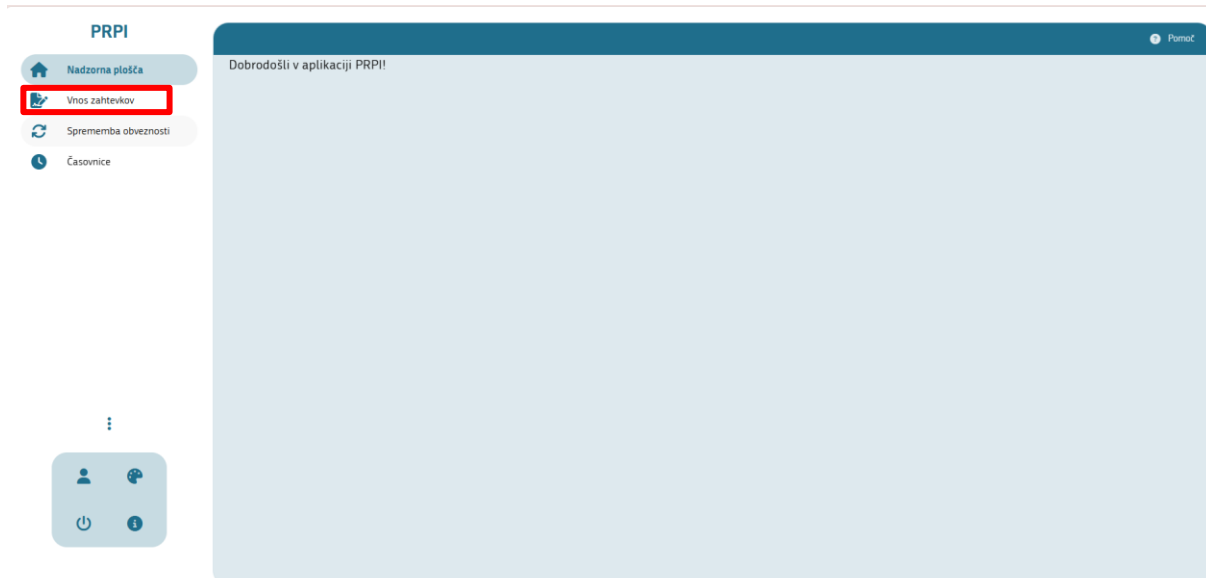 PRPI
Pomoč
Nadzorna plošča
Dobrodošli v aplikaciji PRPI!
Vnos zahtevkov
Sprememba obveznosti
Časovnice